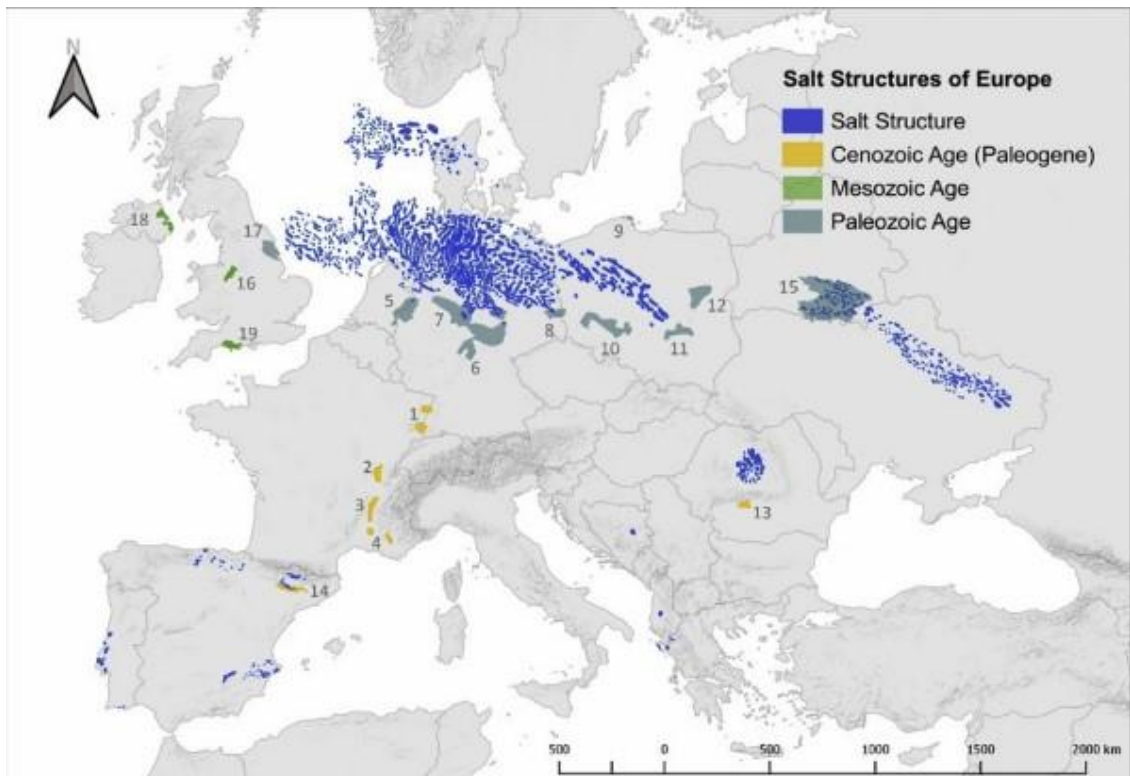 N
Salt Structures of Europe
Salt Structure
Cenozoic Age (Paleogene)
Mesozoic Age
Paleozoic Age
18
17
9
16
15
12
5
7
8
19
10
11
6
1
2
3
13
4
14
500 0 500 1000 1500 2000 km